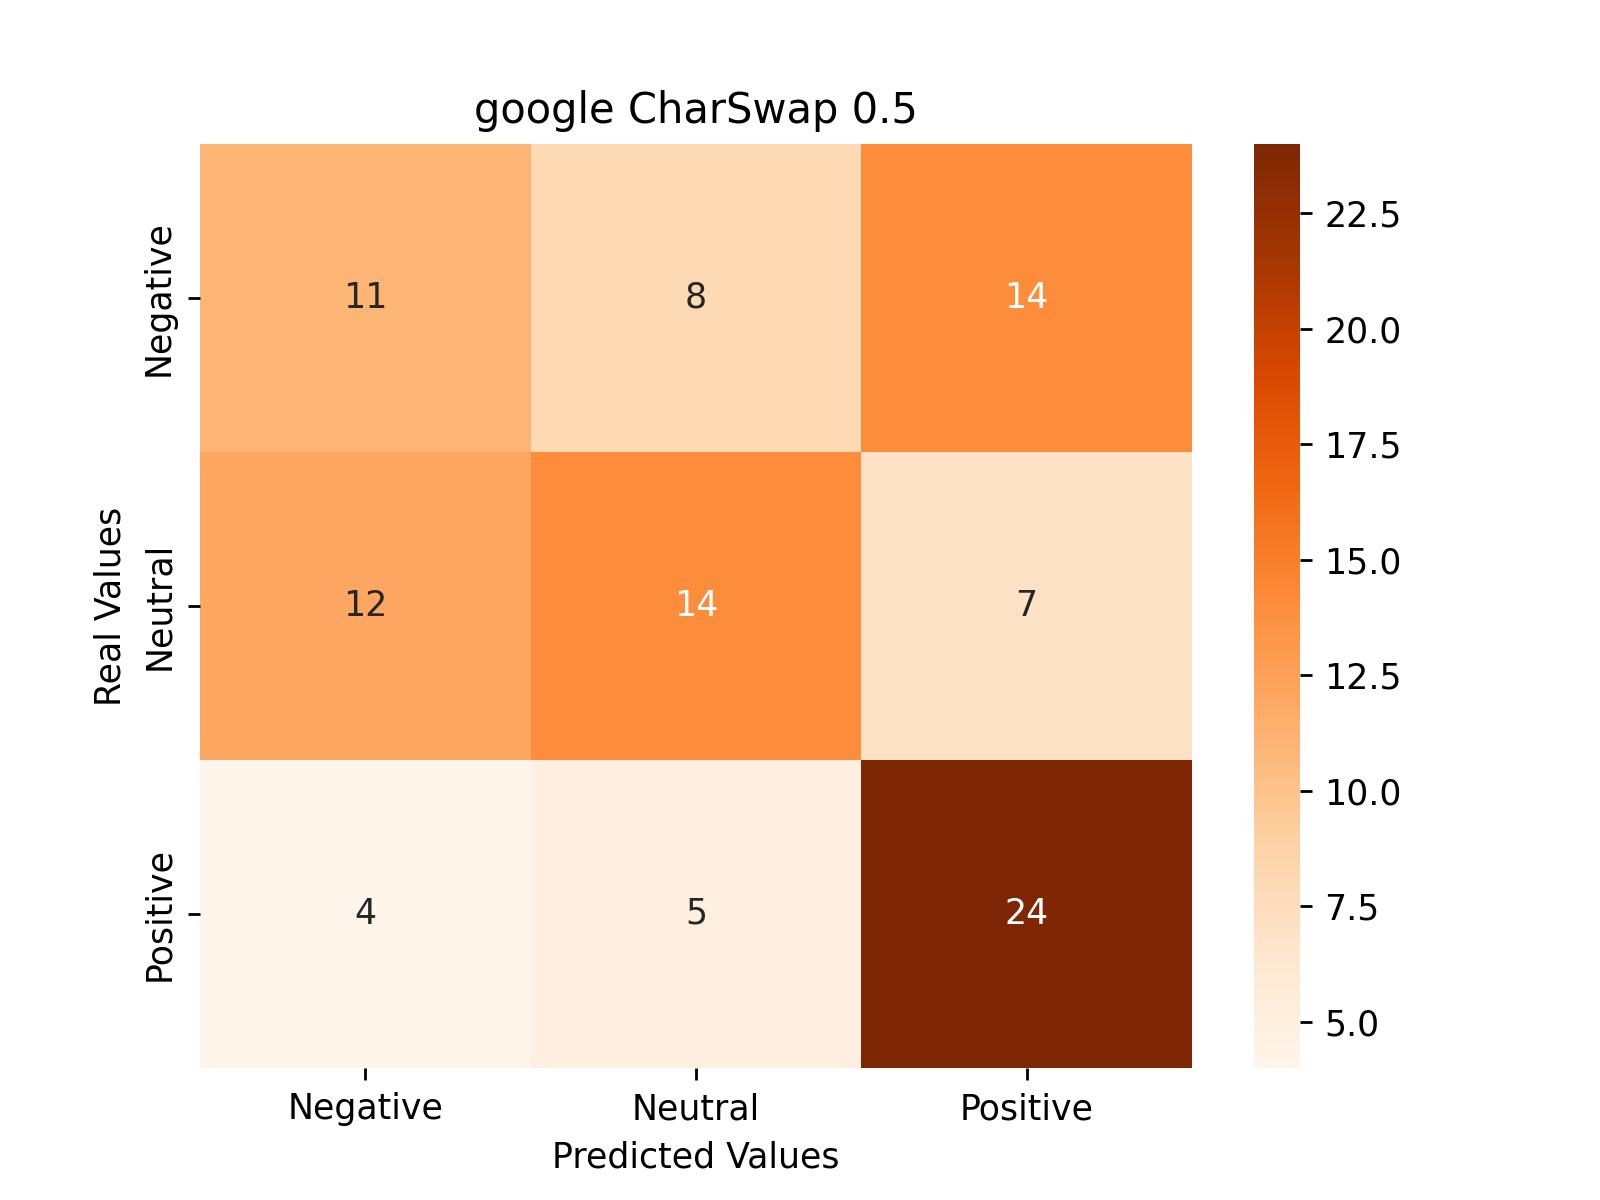 google CharSwap 0.5
Negative
11
8
14
Real Values
Neutral
12
14
7
Positive
4
5
24
Negative
Neutral
Positive
Predicted Values
22.5
20.0
17.5
15.0
12.5
10.0
7.5
5.0